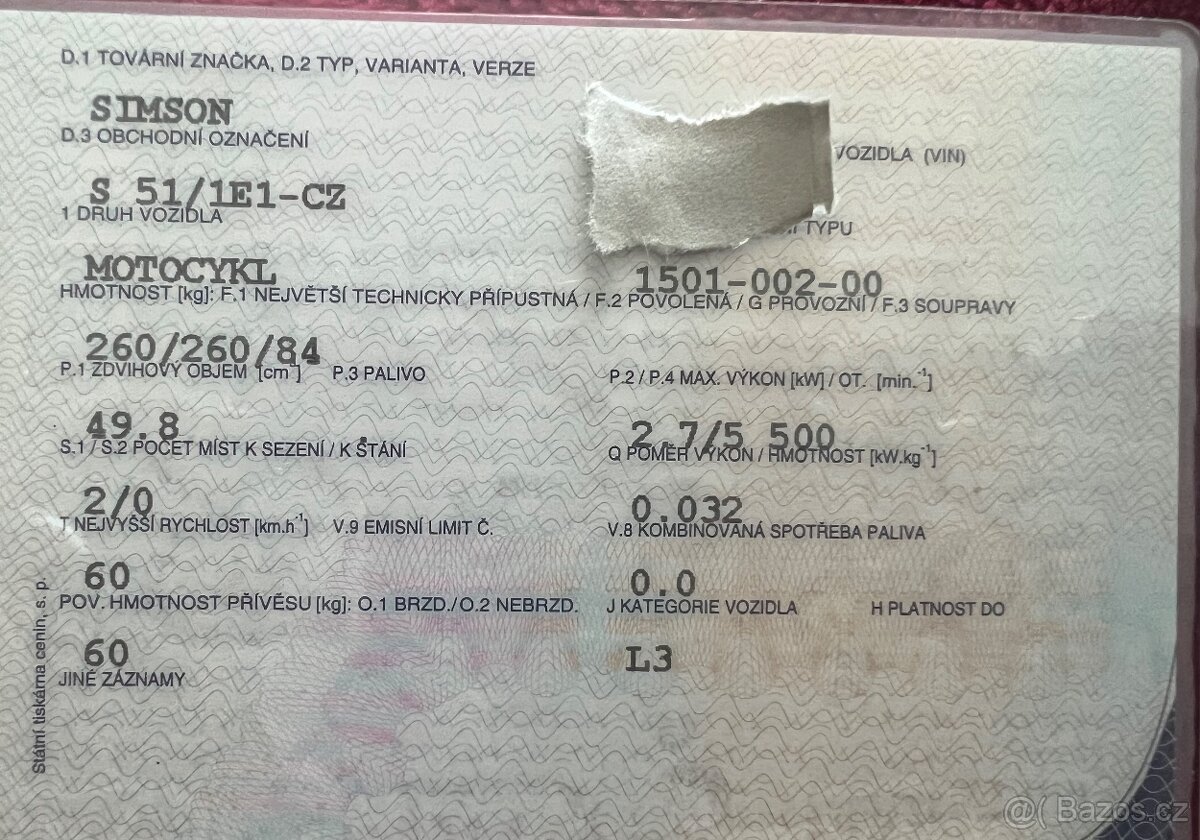 D.1 TOVÁRNÍ ZNAČKA, D.2 TYP, VARIANTA, VERZE
SIMSON
D.3 OBCHODNÍ OZNAČENÍ
VOZIDLA (VIN)
S 51/1E1-CZ
1 DRUH VOZIDLA
TYPU
MOTOCYKL
1501-002-00
HMOTNOST [kg]: F.1 NEJVĚTŠÍ TECHNICKY PŘÍPUSTNÁ / F.2 POVOLENÁ / G PROVOZNÍ / F.3 SOUPRAVY
260/260/84
P.1 ZDVIHOVÝ OBJEM [cm³] P.3 PALIVO
P.2 / P.4 MAX. VÝKON [kW] / OT. [min.⁻¹]
49.8
2.7/5 500
S.1 / S.2 POČET MÍST K SEZENÍ / K STÁNÍ
Q POMĚR VÝKON / HMOTNOST [kW.kg⁻¹]
2/0
0.032
T NEJVYŠŠÍ RYCHLOST [km.h⁻¹] V.9 EMISNÍ LIMIT Č.
V.8 KOMBINOVANÁ SPOTŘEBA PALIVA
60
0.0
POV. HMOTNOST PŘÍVĚSU [kg]: O.1 BRZD./O.2 NEBRZD.
J KATEGORIE VOZIDLA H PLATNOST DO
60
L3
JINÉ ZÁZNAMY
Státní tiskárna cenin, s. p.
@( Bazos.cz